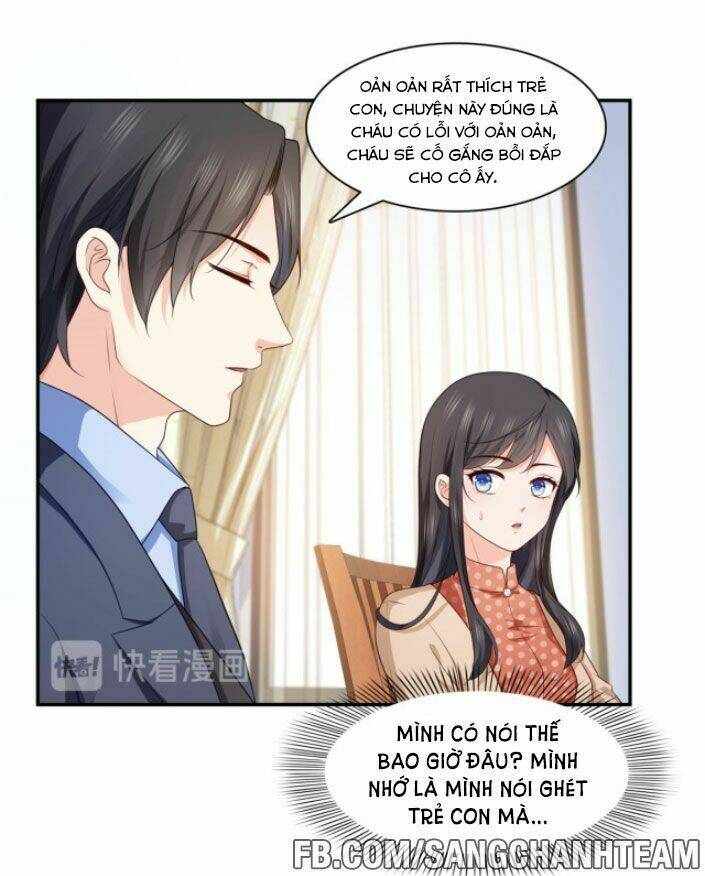 OẢN OẢN RẤT THÍCH TRẺ
CON, CHUYỆN NÀY ĐÚNG LÀ
CHÁU CÓ LỖI VỚI OẢN OẢN,
CHÁU SẼ CỐ GẮNG BỒI ĐẮP
CHO CÔ ẤY.
快看! 快看漫画
MÌNH CÓ NÓI THẾ
BAO GIỜ ĐÂU? MÌNH
NHỚ LÀ MÌNH NÓI GHÉT
TRẺ CON MÀ...
FB.COM/SANGCHANHTEAM